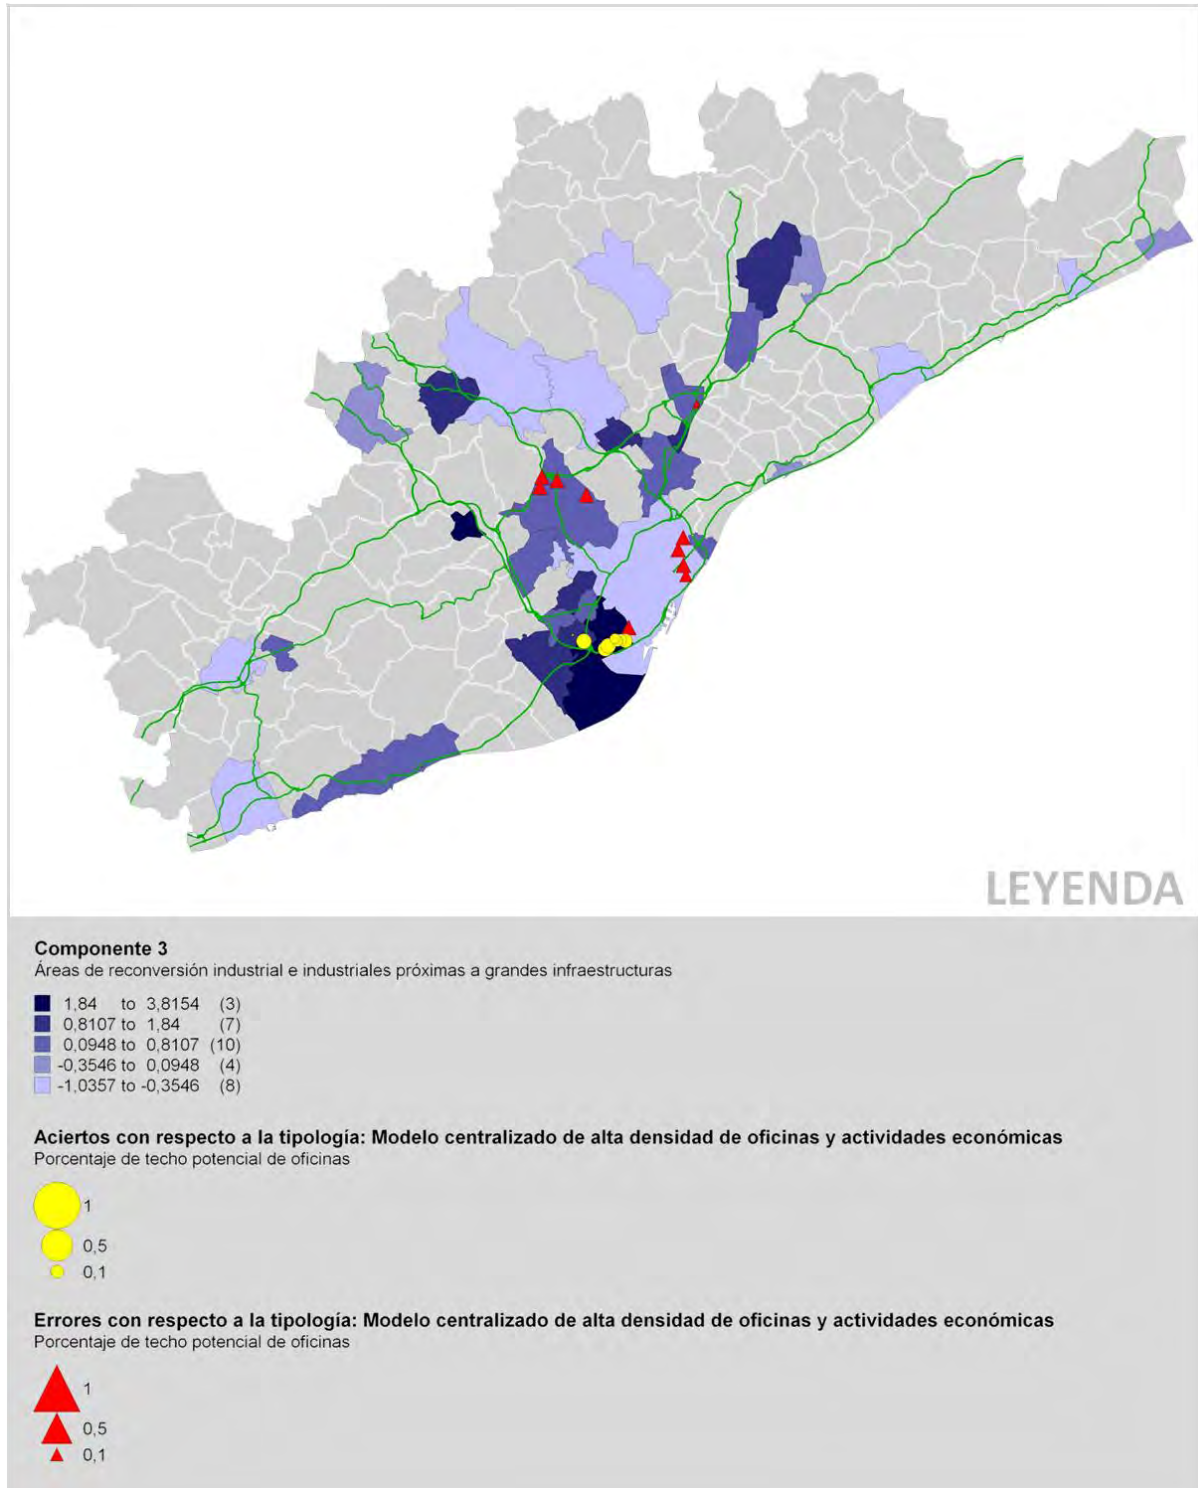 LEYENDA
Componente 3
Áreas de reconversión industrial e industriales próximas a grandes infraestructuras
1,84 to 3,8154 (3)
0,8107 to 1,84 (7)
0,0948 to 0,8107 (10)
-0,3546 to 0,0948 (4)
-1,0357 to -0,3546 (8)
Aciertos con respecto a la tipología: Modelo centralizado de alta densidad de oficinas y actividades económicas
Porcentaje de techo potencial de oficinas
1
0,5
0,1
Errores con respecto a la tipología: Modelo centralizado de alta densidad de oficinas y actividades económicas
Porcentaje de techo potencial de oficinas
1
0,5
0,1